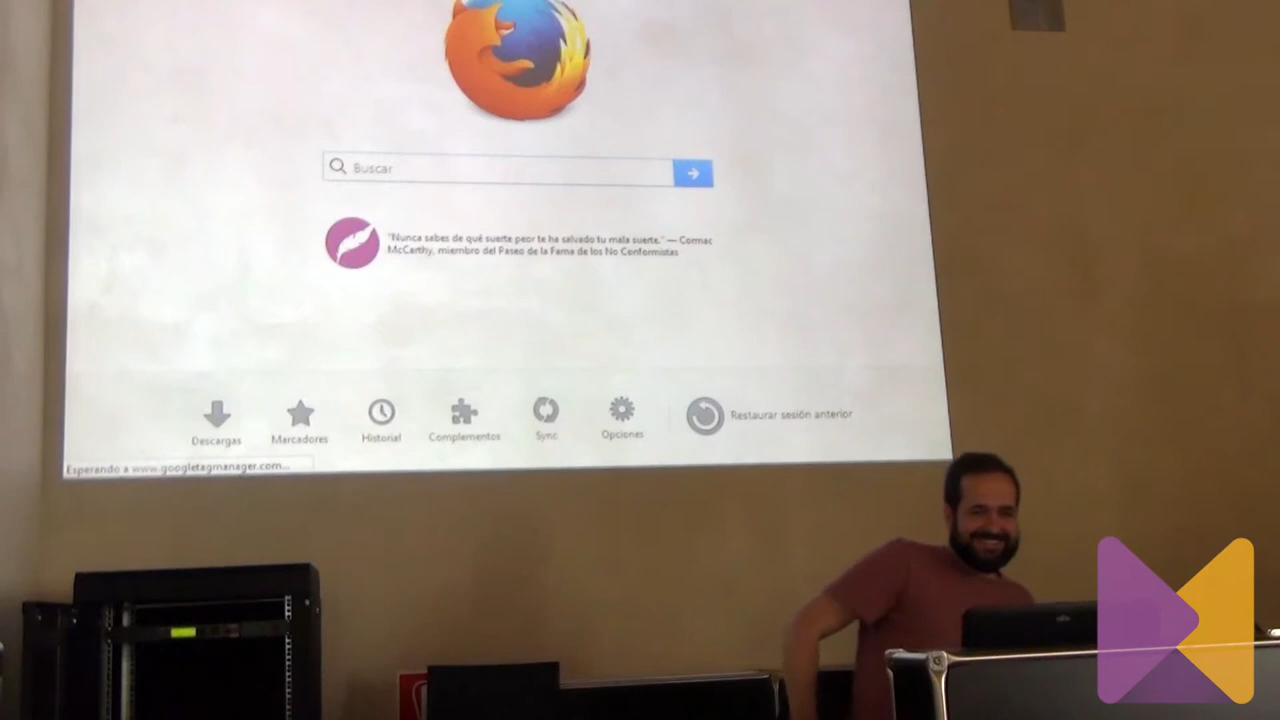 Buscar
"Nunca sabes de qué suerte peor te ha salvado tu mala suerte." — Cormac
McCarthy, miembro del Paseo de la Fama de los No Conformistas
Descargas
Marcadores
Historial
Complementos
Sync
Opciones
Restaurar sesión anterior
Esperando a www.googletagmanager.com...